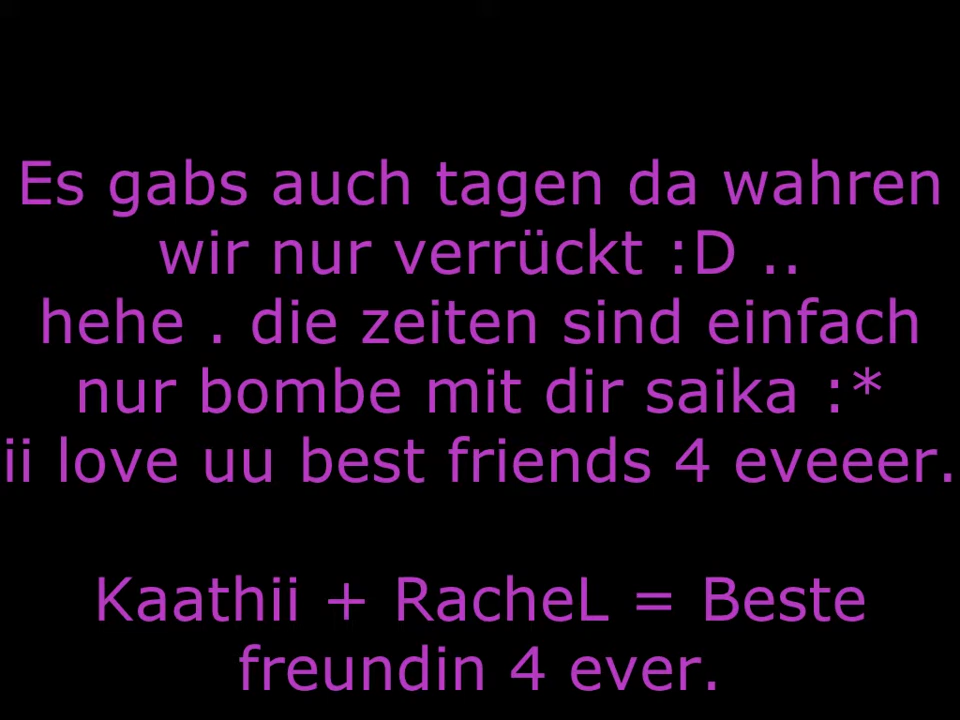 Es gabs auch tagen da wahren
wir nur verrückt :D ..
hehe . die zeiten sind einfach
nur bombe mit dir saika :*
ii love uu best friends 4 eveeer.
Kaathii + RacheL = Beste
freundin 4 ever.